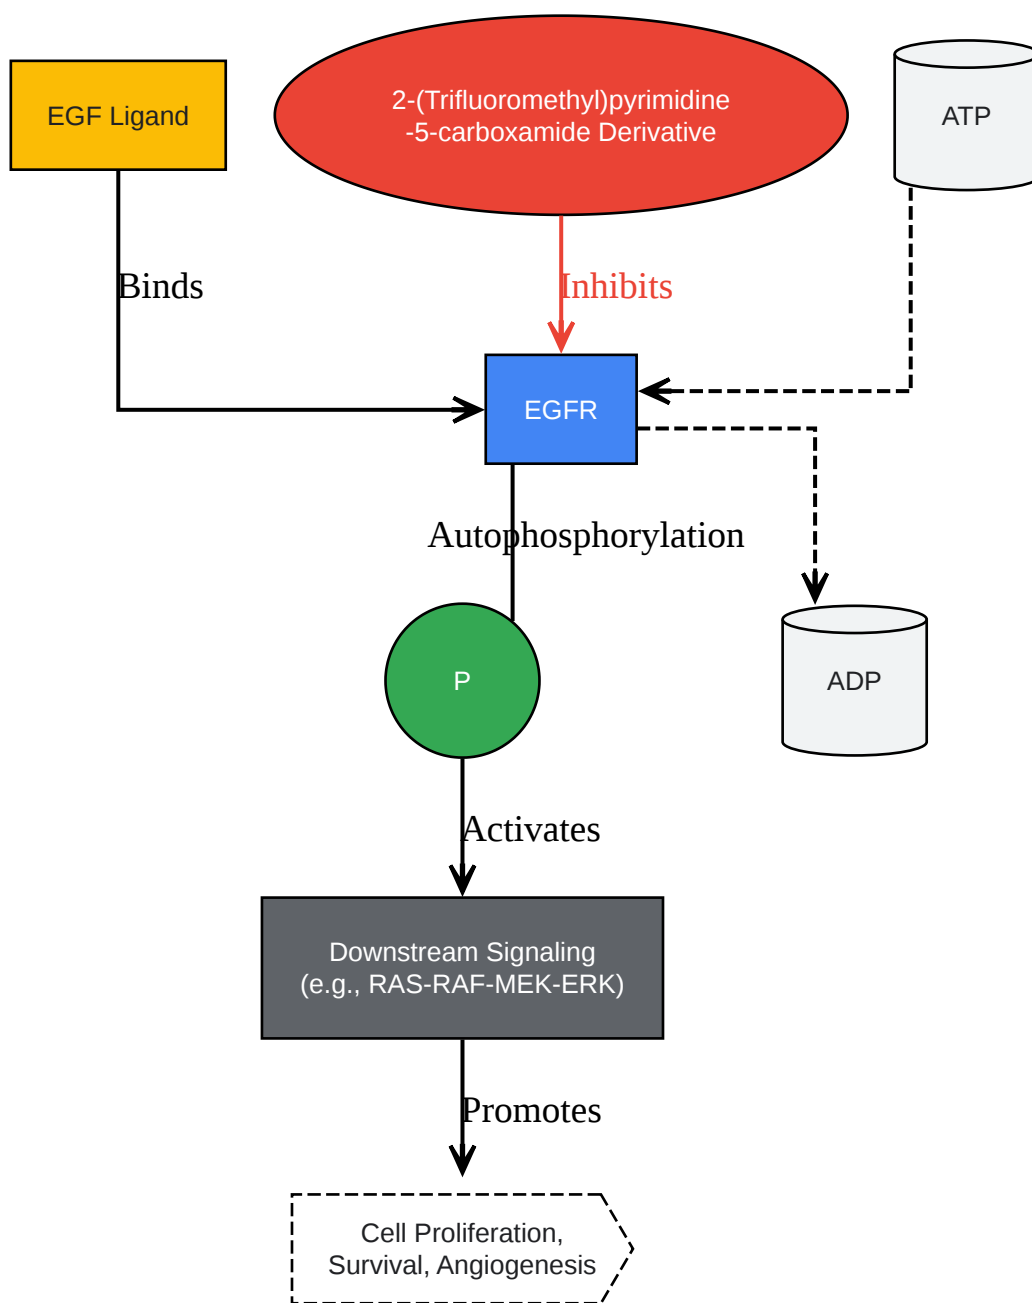 EGF Ligand
2-(Trifluoromethyl)pyrimidine
-5-carboxamide Derivative
ATP
Binds
Inhibits
EGFR
Autophosphorylation
P
ADP
Activates
Downstream Signaling
(e.g., RAS-RAF-MEK-ERK)
Promotes
Cell Proliferation,
Survival, Angiogenesis